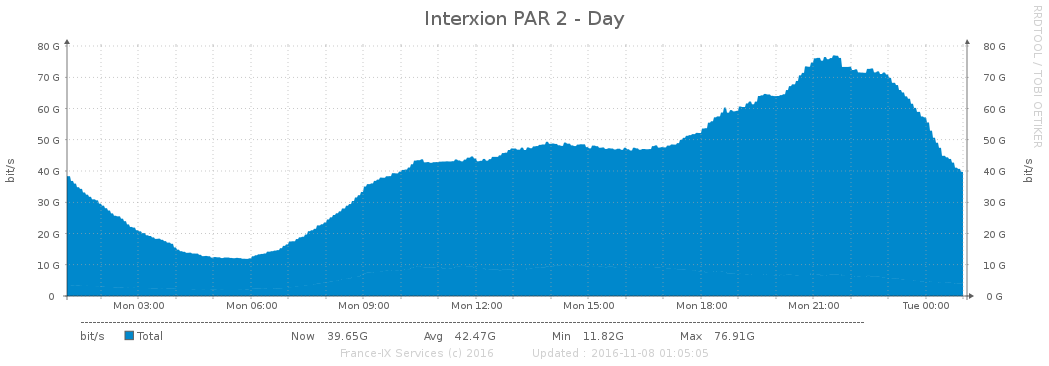 Interxion PAR 2 - Day
RRDTOOL / TOBI OETIKER
80 G 80 G
70 G 70 G
60 G 60 G
50 G 50 G
40 G 40 G
30 G 30 G
20 G 20 G
10 G 10 G
0 0 G
bit/s
bit/s
Mon 03:00 Mon 06:00 Mon 09:00 Mon 12:00 Mon 15:00 Mon 18:00 Mon 21:00 Tue 00:00
bit/s Total Now 39.65G Avg 42.47G Min 11.82G Max 76.91G
France-IX Services (c) 2016 Updated : 2016-11-08 01:05:05